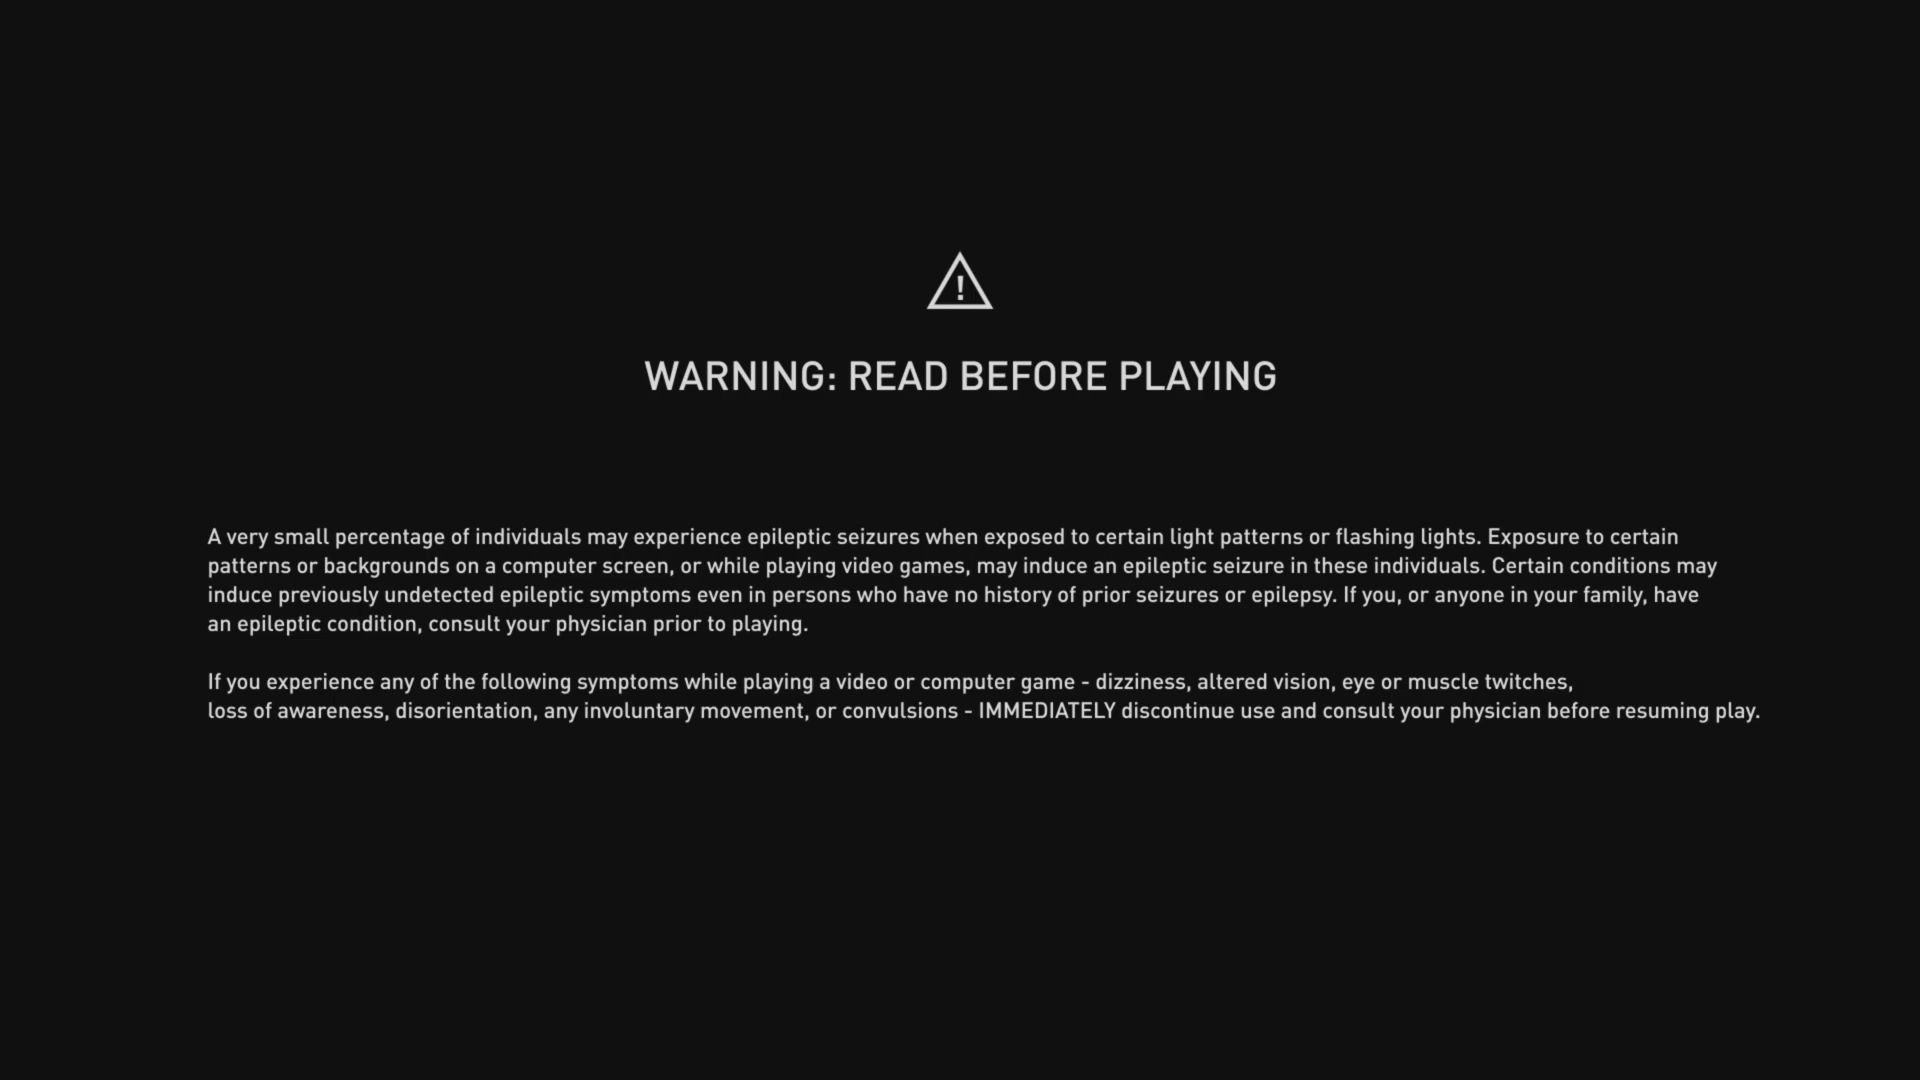 !
WARNING: READ BEFORE PLAYING
A very small percentage of individuals may experience epileptic seizures when exposed to certain light patterns or flashing lights. Exposure to certain
patterns or backgrounds on a computer screen, or while playing video games, may induce an epileptic seizure in these individuals. Certain conditions may
induce previously undetected epileptic symptoms even in persons who have no history of prior seizures or epilepsy. If you, or anyone in your family, have
an epileptic condition, consult your physician prior to playing.
If you experience any of the following symptoms while playing a video or computer game - dizziness, altered vision, eye or muscle twitches,
loss of awareness, disorientation, any involuntary movement, or convulsions - IMMEDIATELY discontinue use and consult your physician before resuming play.